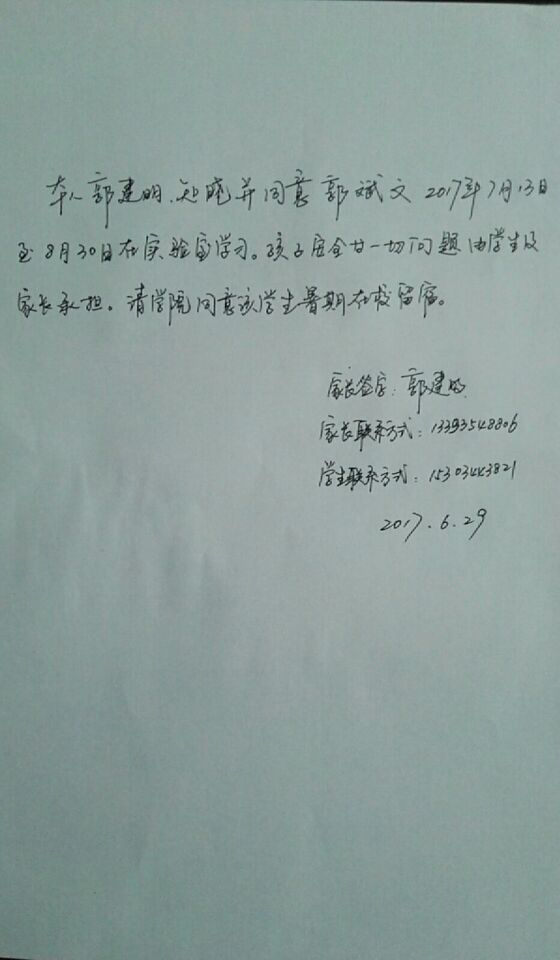 本人郭建明、知晓并同意郭斌文2017年7月13日
至8月30日在实验室学习。孩子安全廿一切问题由学生及
家长承担。请学院同意该学生暑期在校留宿。
家长签字:郭建明
家长联系方式:13393548806
学生联系方式:15303443821
2017.6.29